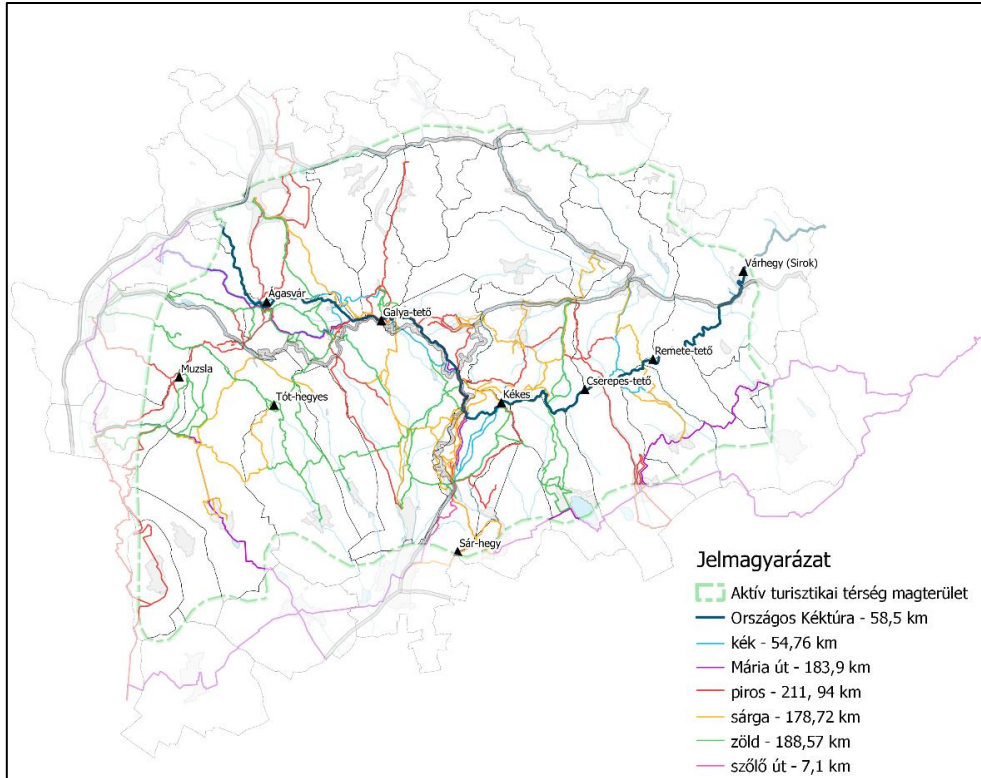 Várhegy (Sirok)
Ágasvár
Galya-tető
Remete-tető
Muzsla
Cserepes-tető
Tót-hegyes
Kékes
Sár-hegy
Jelmagyarázat
Aktív turisztikai térség magterület
Országos Kéktúra - 58,5 km
kék - 54,76 km
Mária út - 183,9 km
piros - 211, 94 km
sárga - 178,72 km
zöld - 188,57 km
szőlő út - 7,1 km